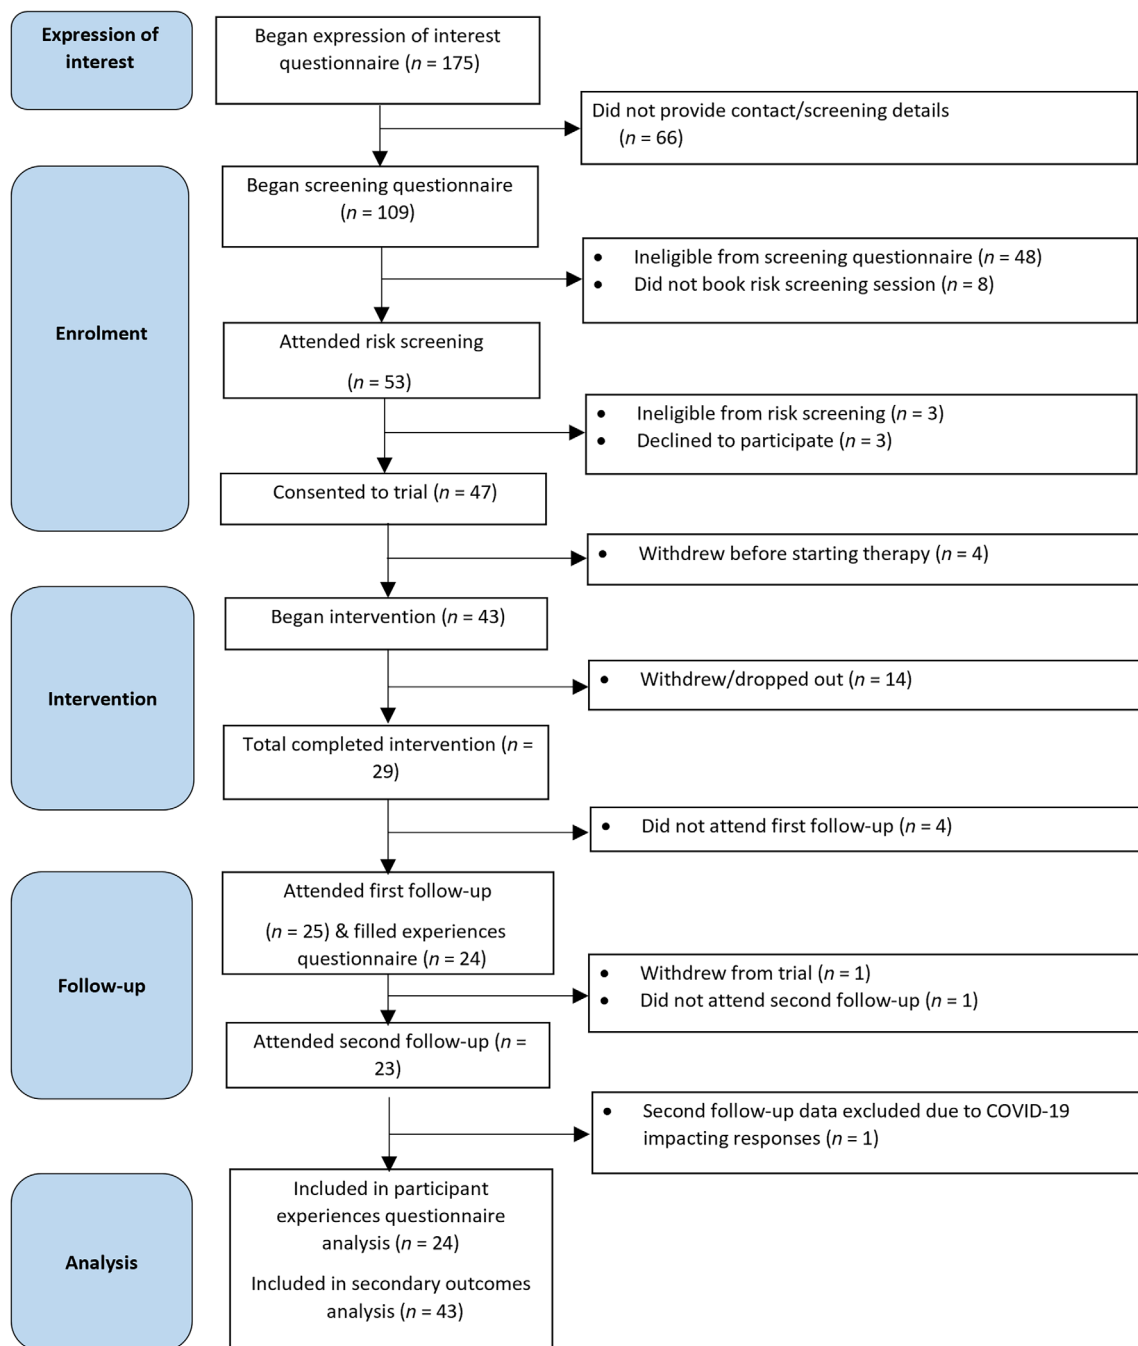 Expression of
interest
Began expression of interest
questionnaire (n = 175)
Did not provide contact/screening details
(n = 66)
Enrolment
Began screening questionnaire
(n = 109)
• Ineligible from screening questionnaire (n = 48)
• Did not book risk screening session (n = 8)
Attended risk screening
(n = 53)
• Ineligible from risk screening (n = 3)
• Declined to participate (n = 3)
Consented to trial (n = 47)
• Withdrew before starting therapy (n = 4)
Intervention
Began intervention (n = 43)
• Withdrew/dropped out (n = 14)
Total completed intervention (n =
29)
• Did not attend first follow-up (n = 4)
Follow-up
Attended first follow-up
(n = 25) & filled experiences
questionnaire (n = 24)
• Withdrew from trial (n = 1)
• Did not attend second follow-up (n = 1)
Attended second follow-up (n =
23)
• Second follow-up data excluded due to COVID-19
impacting responses (n = 1)
Analysis
Included in participant
experiences questionnaire
analysis (n = 24)
Included in secondary outcomes
analysis (n = 43)